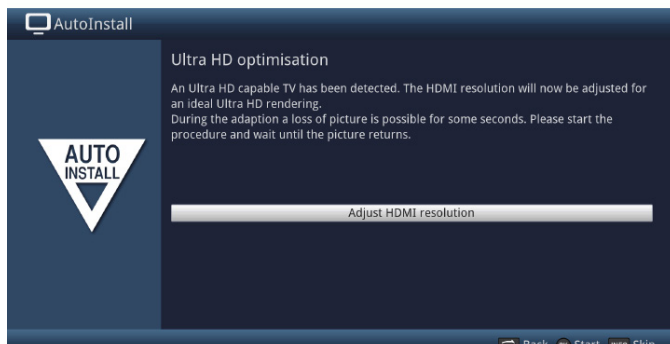 AutoInstall
Ultra HD optimisation
An Ultra HD capable TV has been detected. The HDMI resolution will now be adjusted for
an ideal Ultra HD rendering.
During the adaption a loss of picture is possible for some seconds. Please start the
procedure and wait until the picture returns.
AUTO
INSTALL
Adjust HDMI resolution
Back Start Skip